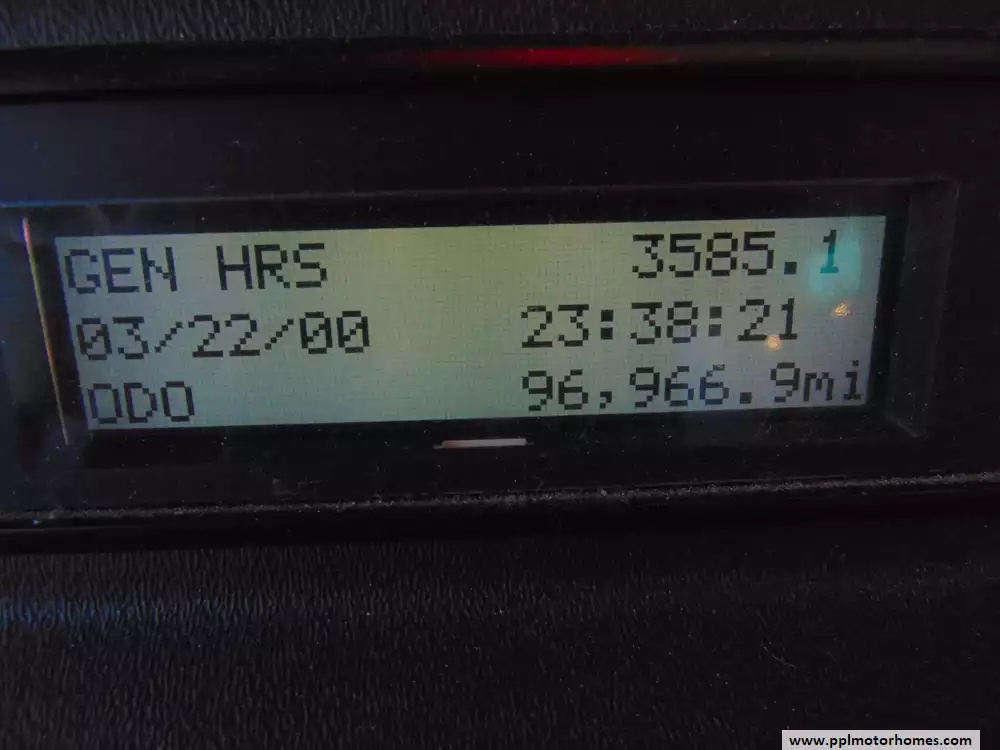 GEN HRS 3585.1
03/22/00 23:38:21
ODO 96,966.9mi
www.pplmotorhomes.com